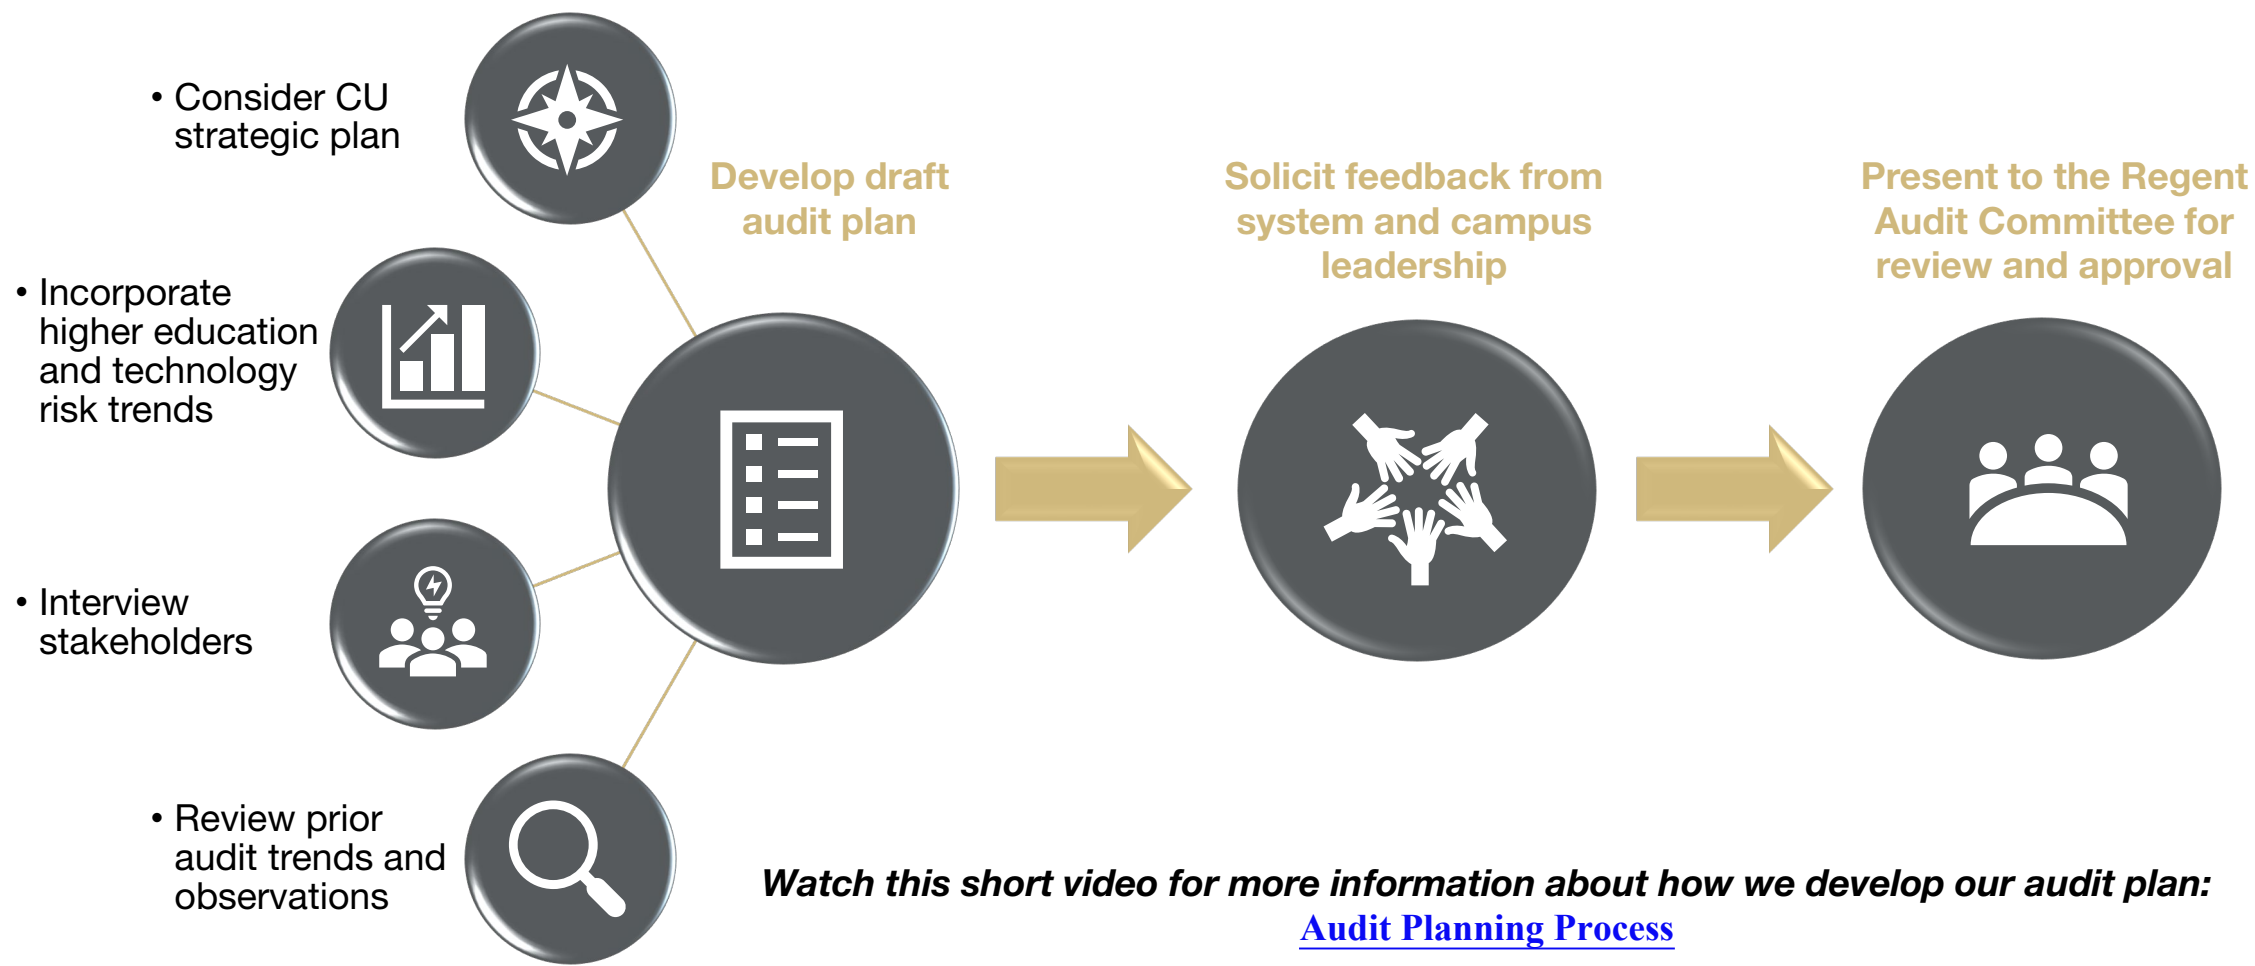 • Consider CU
strategic plan
• Incorporate
higher education
and technology
risk trends
• Interview
stakeholders
• Review prior
audit trends and
observations
Develop draft
audit plan
Solicit feedback from
system and campus
leadership
Present to the Regent
Audit Committee for
review and approval
Watch this short video for more information about how we develop our audit plan:
Audit Planning Process